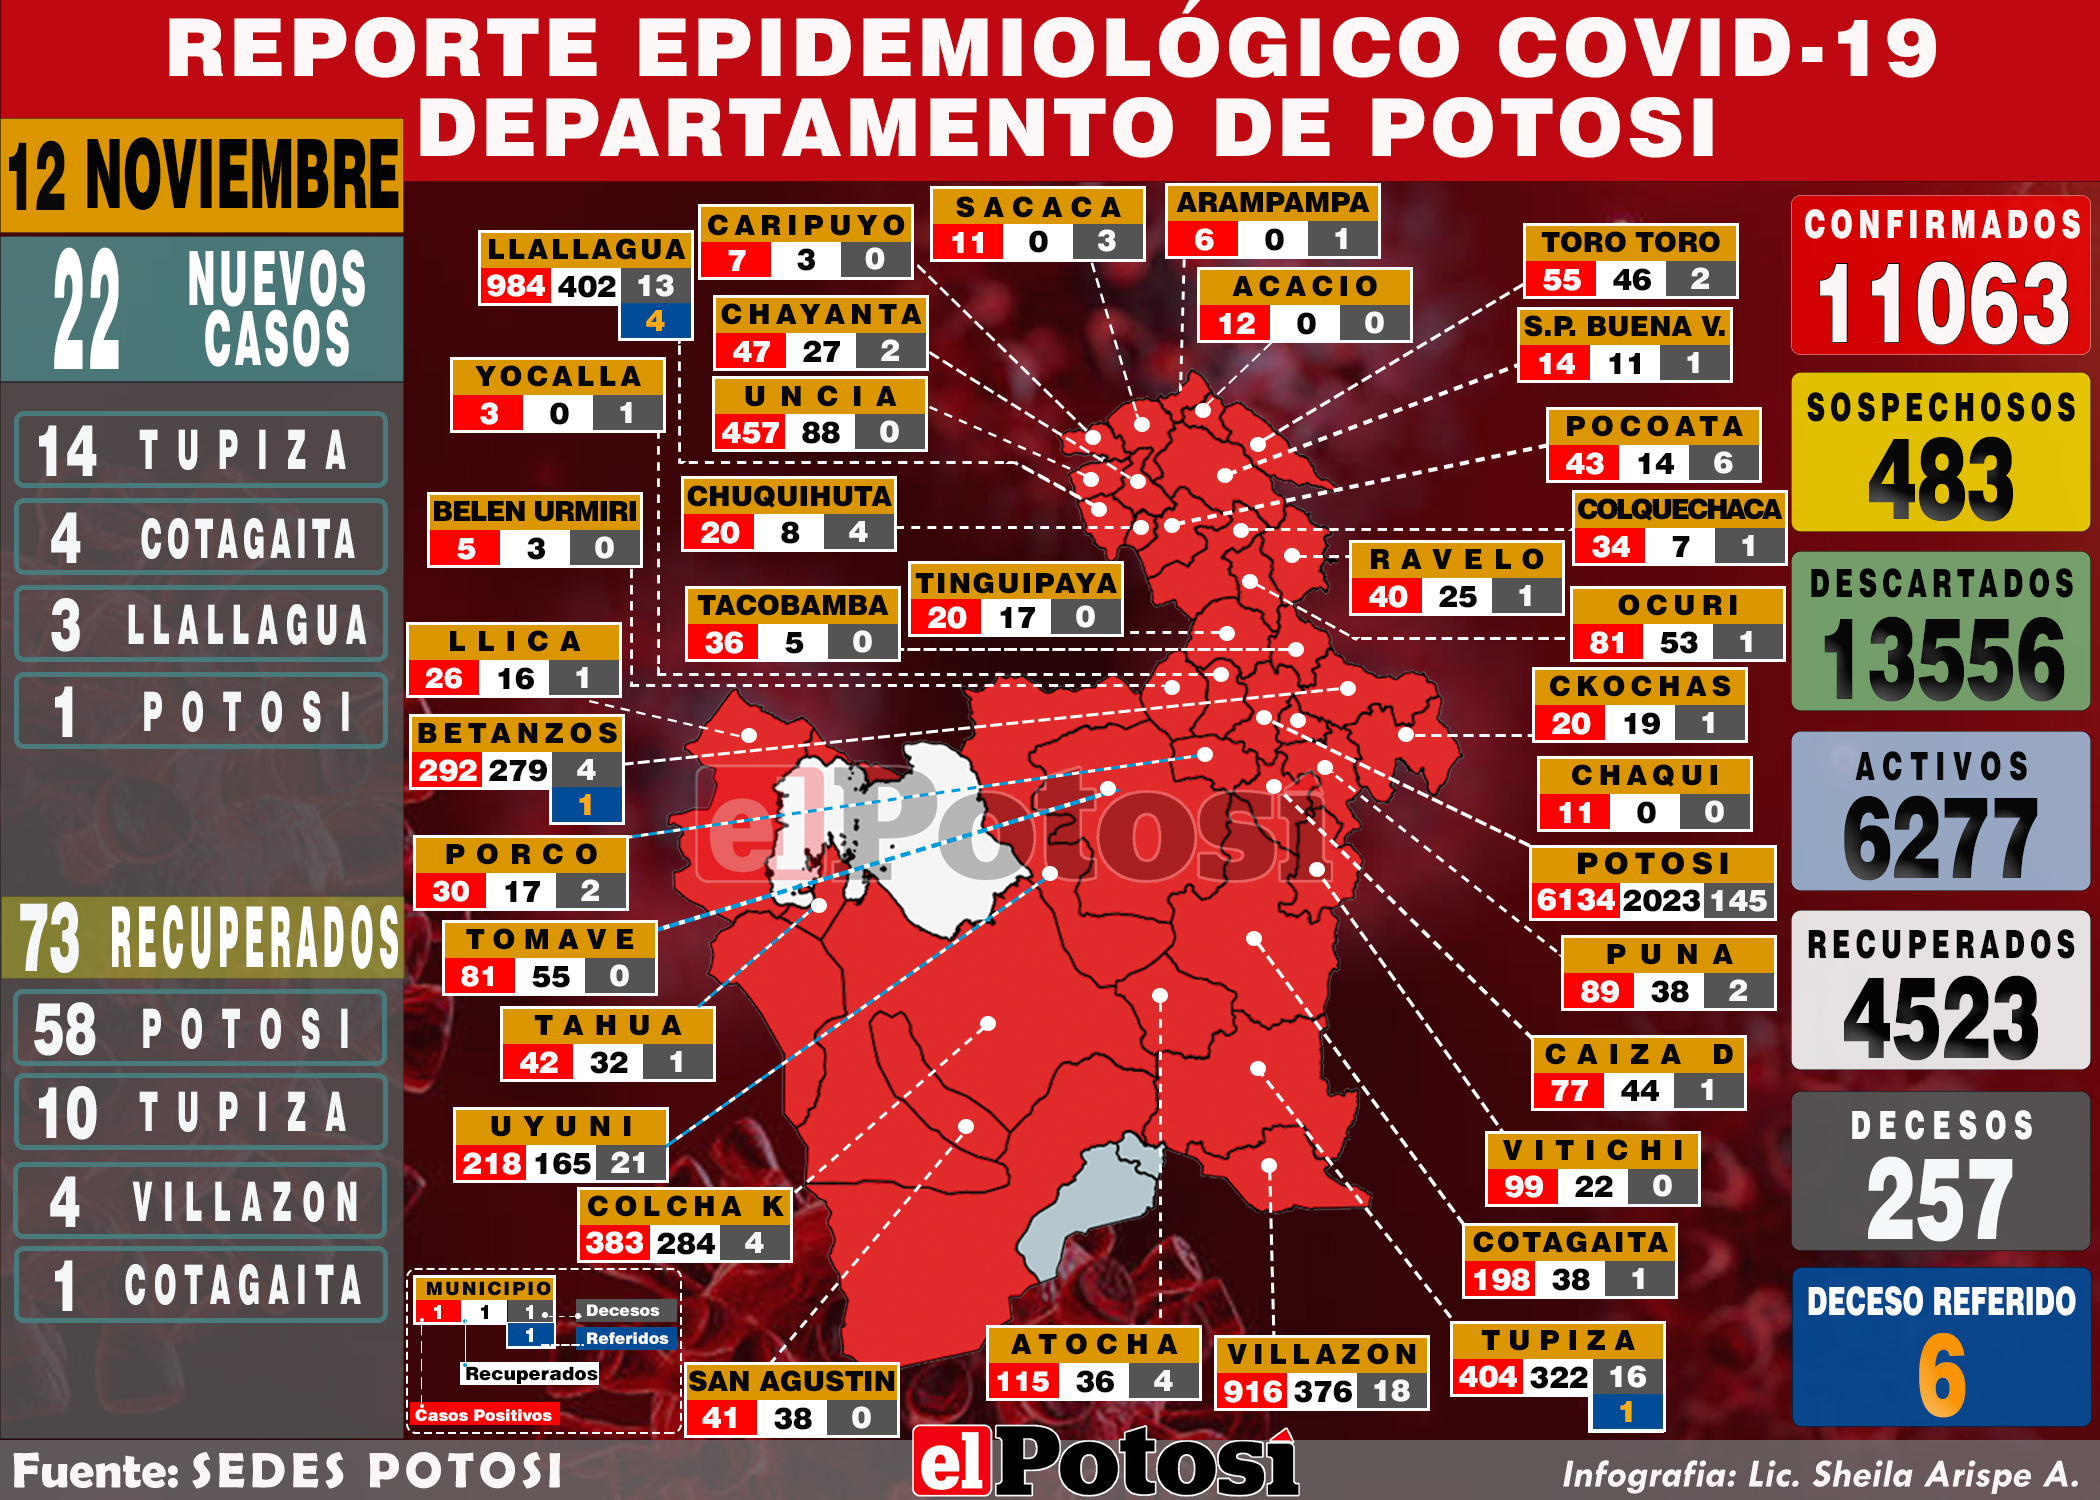 REPORTE EPIDEMIOLÓGICO COVID-19
DEPARTAMENTO DE POTOSI
12 NOVIEMBRE
22 NUEVOS CASOS
14 TUPIZA
4 COTAGAITA
3 LLALLAGUA
1 POTOSI
73 RECUPERADOS
58 POTOSI
10 TUPIZA
4 VILLAZON
1 COTAGAITA
LLALLAGUA
984 402 13
4
CARIPUYO
7 3 0
SACACA
11 0 3
ARAMPAMPA
6 0 1
ACACIO
12 0 0
TORO TORO
55 46 2
S.P. BUENA V.
14 11 1
CHAYANTA
47 27 2
YOCALLA
3 0 1
UNCIA
457 88 0
POCOATA
43 14 6
BELEN URMIRI
5 3 0
CHUQUIHUTA
20 8 4
COLQUECHACA
34 7 1
RAVELO
40 25 1
TINGUIPAYA
20 17 0
TACOBAMBA
36 5 0
OCURI
81 53 1
LLICA
26 16 1
CKOCHAS
20 19 1
BETANZOS
292 279 4
1
CHAQUI
11 0 0
PORCO
30 17 2
POTOSI
6134 2023 145
TOMAVE
81 55 0
PUNA
89 38 2
TAHUA
42 32 1
CAIZA D
77 44 1
UYUNI
218 165 21
VITICHI
99 22 0
COLCHA K
383 284 4
COTAGAITA
198 38 1
SAN AGUSTIN
41 38 0
ATOCHA
115 36 4
VILLAZON
916 376 18
TUPIZA
404 322 16
1
el Potosí
MUNICIPIO
1 1 1 Decesos
1 Referidos
Recuperados
Casos Positivos
CONFIRMADOS
11063
SOSPECHOSOS
483
DESCARTADOS
13556
ACTIVOS
6277
RECUPERADOS
4523
DECESOS
257
DECESO REFERIDO
6
Fuente: SEDES POTOSI
el Potosí
Infografia: Lic. Sheila Arispe A.